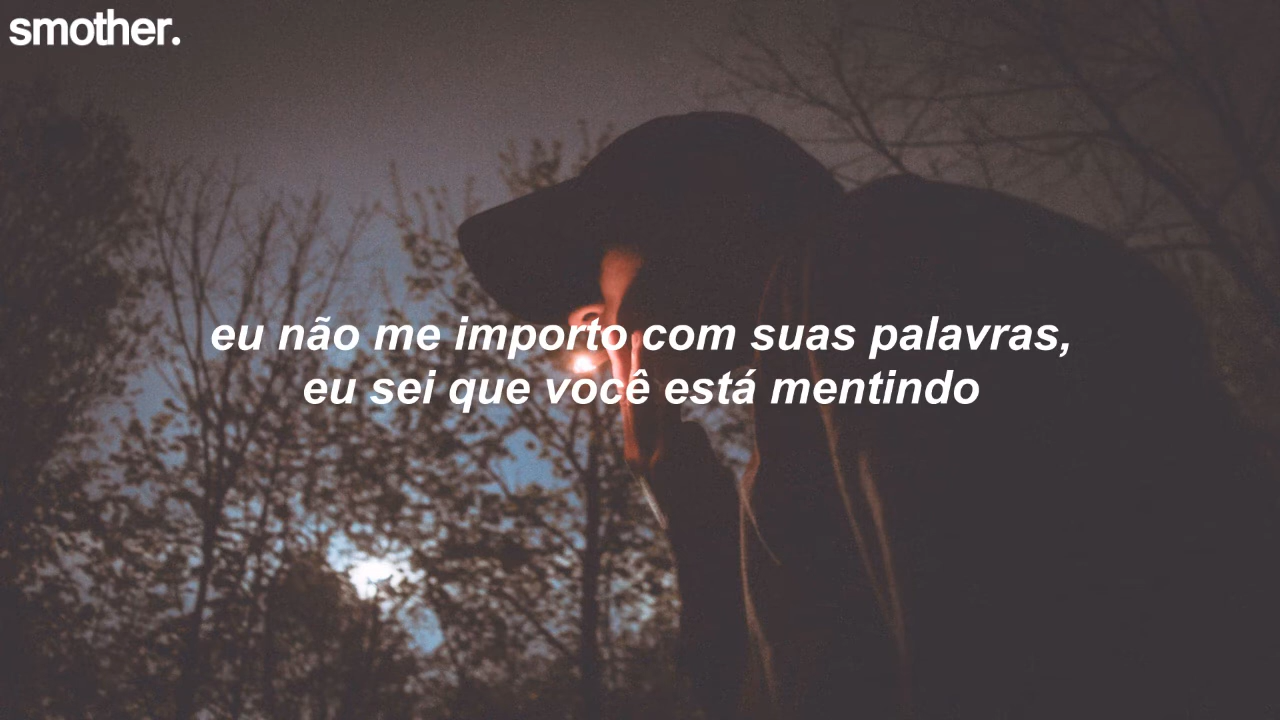 smother.
eu não me importo com suas palavras,
eu sei que você está mentindo